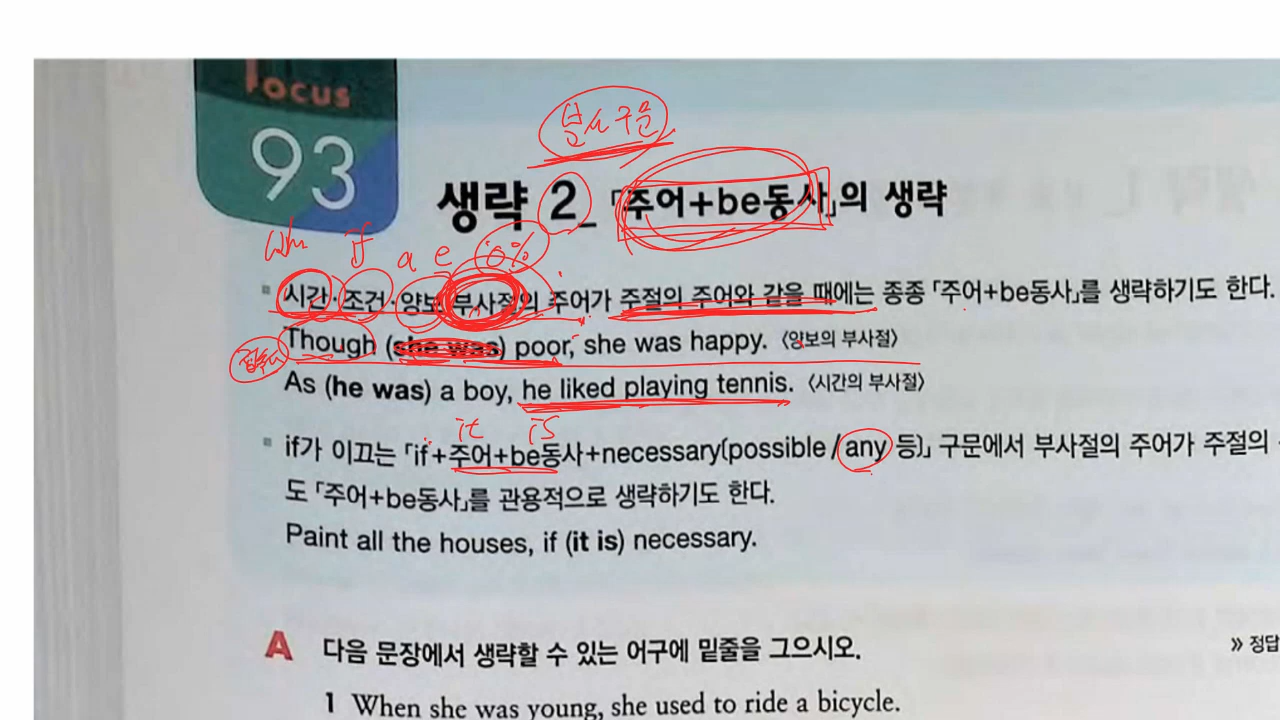 Focus
93
분사구문
생략 2_ 「주어+be동사」의 생략
if a e
시간·조건·양보 부사절의 주어가 주절의 주어와 같을 때에는 종종 「주어+be동사」를 생략하기도 한다.
Though (she was) poor, she was happy. 〈양보의 부사절〉
As (he was) a boy, he liked playing tennis. 〈시간의 부사절〉
it is
if가 이끄는 「if+주어+be동사+necessary(possible/any 등)」 구문에서 부사절의 주어가 주절의
도 「주어+be동사」를 관용적으로 생략하기도 한다.
Paint all the houses, if (it is) necessary.
A 다음 문장에서 생략할 수 있는 어구에 밑줄을 그으시오. » 정답
1 When she was young, she used to ride a bicycle.